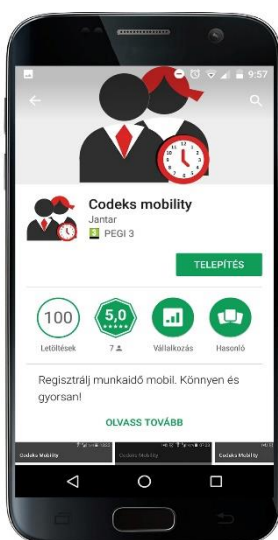 9:57
Codeks mobility
Jantar
3 PEGI 3
TELEPÍTÉS
100
5,0
Letöltések
7
Vállalkozás
Hasonló
Regisztrálj munkaidő mobil. Könnyen és
gyorsan!
OLVASS TOVÁBB
Codeks Mobility
Codeks Mobility
Codeks Mobility